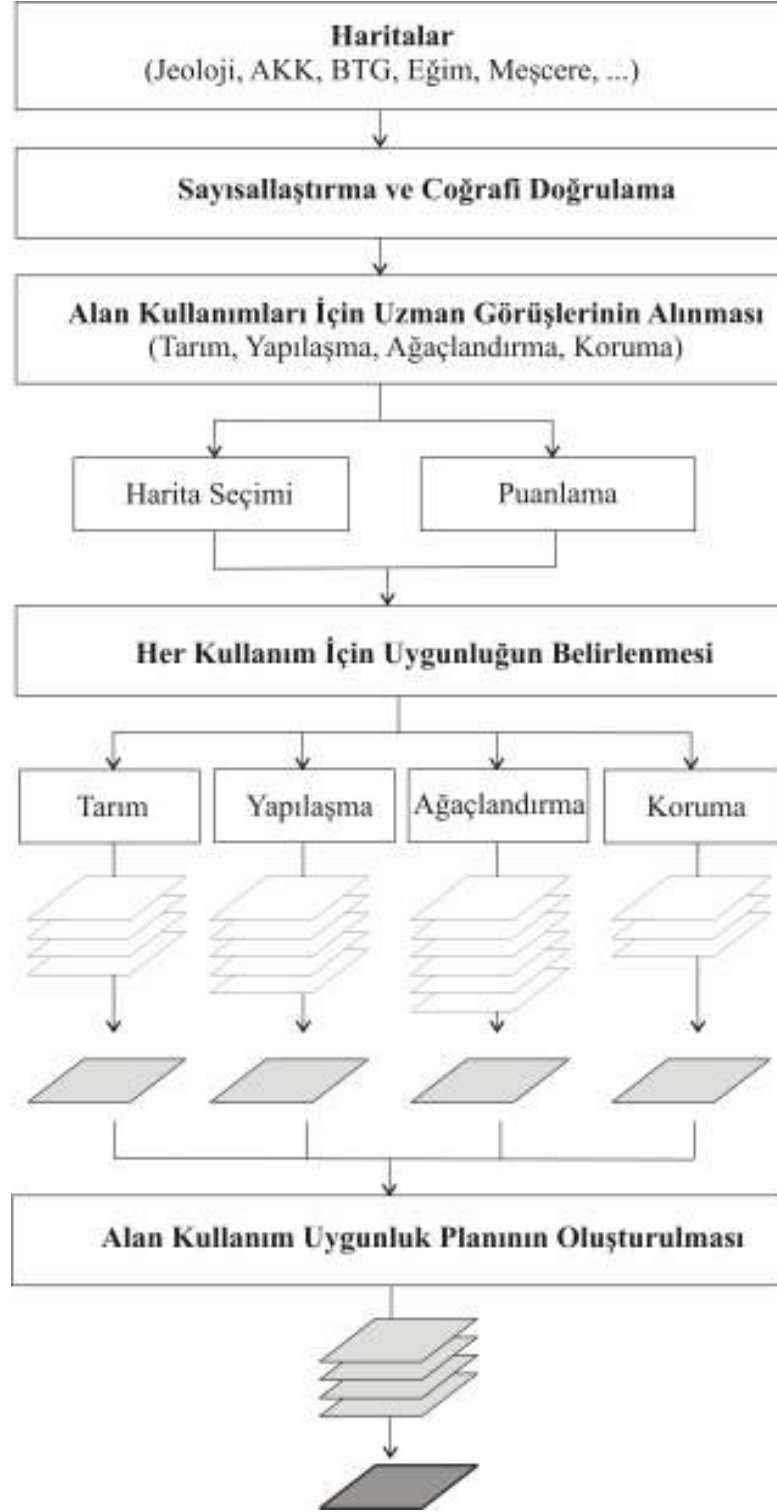 Haritalar
(Jeoloji, AKK, BTG, Eğim, Meşcere, ...)
Sayısallaştırma ve Coğrafi Doğrulama
Alan Kullanımları İçin Uzman Görüşlerinin Alınması
(Tarım, Yapılaşma, Ağaçlandırma, Koruma)
Harita Seçimi
Puanlama
Her Kullanım İçin Uygunluğun Belirlenmesi
Tarım
Yapılaşma
Ağaçlandırma
Koruma
Alan Kullanım Uygunluk Planının Oluşturulması